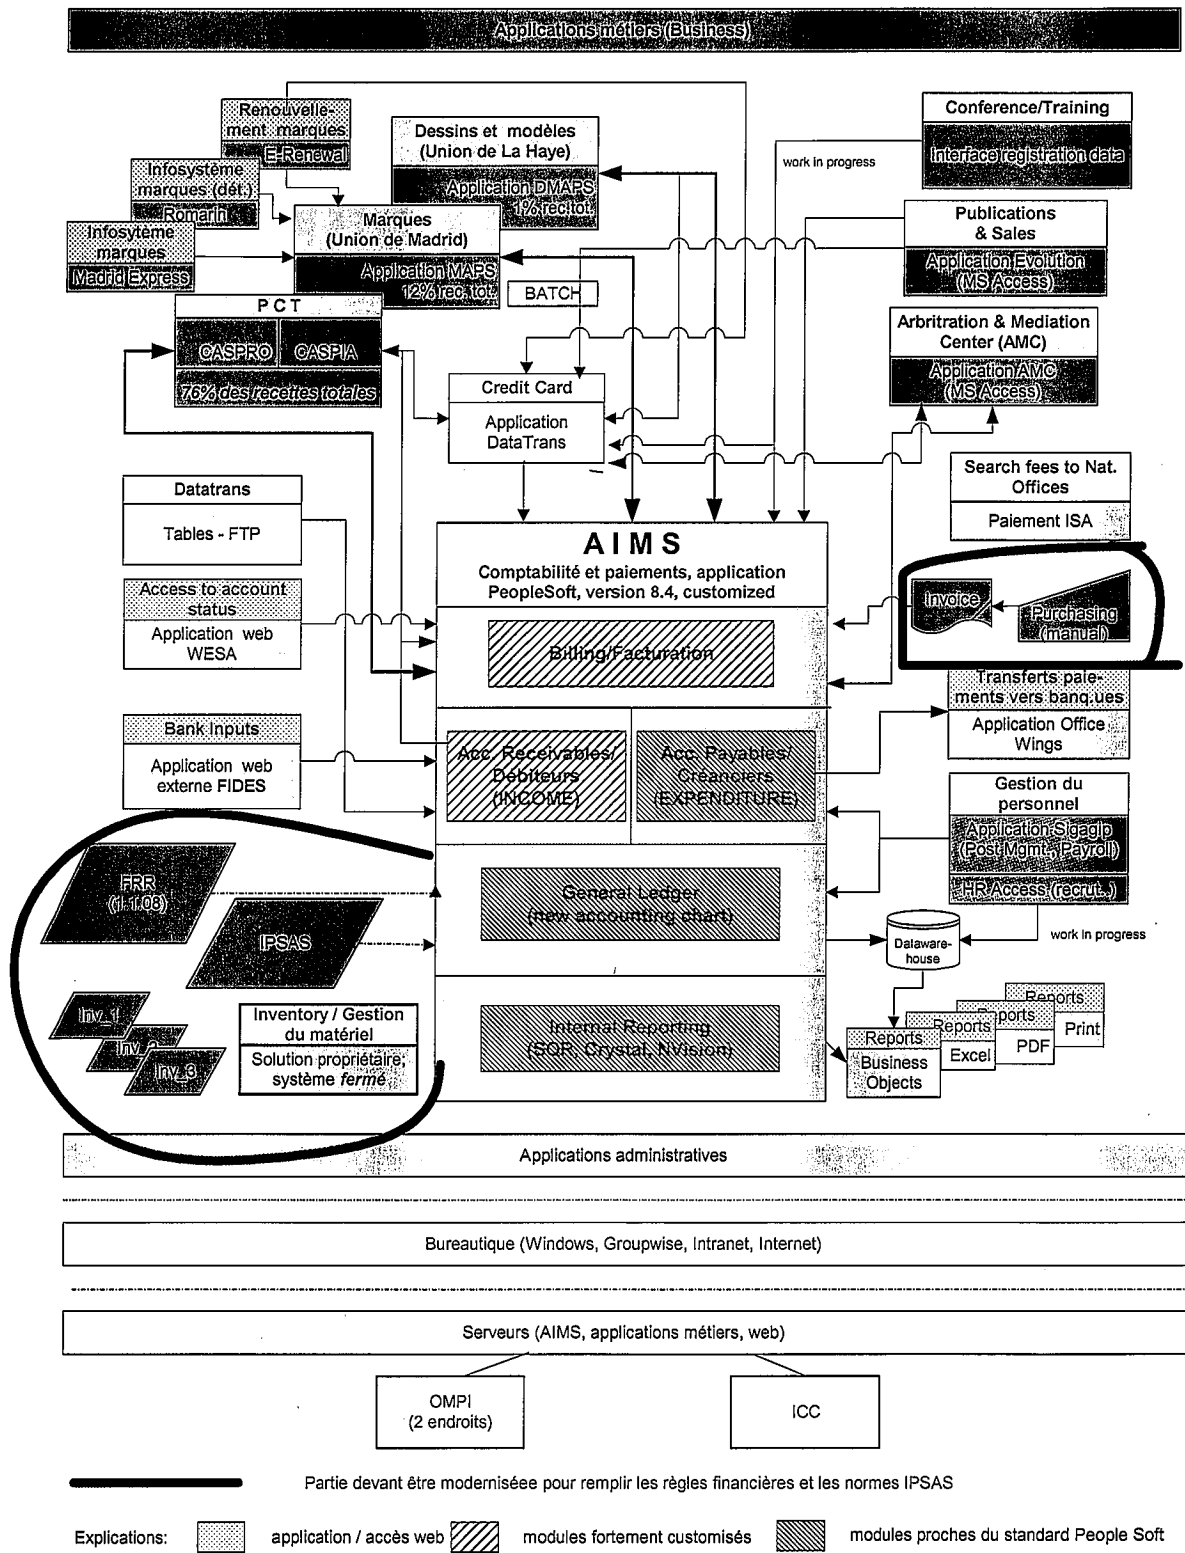 Applications métiers (Business)
Renouvelle-
ment marques
E-Renewal
Infosystème
marques (dét.)
Romarin
Infosytème
marques
Madrid Express
Dessins et modèles
(Union de La Haye)
Application DMAPS
1% rec.tot.
Marques
(Union de Madrid)
Application MAPS
12% rec. tot.
BATCH
P C T
CASPRO
CASPIA
76% des recettes totales
Credit Card
Application
DataTrans
work in progress
Conference/Training
Interface registration data
Publications
& Sales
Application Evolution
(MS Access)
Arbritration & Mediation
Center (AMC)
Application AMC
(MS Access)
Search fees to Nat.
Offices
Paiement ISA
Datatrans
Tables - FTP
Access to account
status
Application web
WESA
Bank Inputs
Application web
externe FIDES
A I M S
Comptabilité et paiements, application
PeopleSoft, version 8.4, customized
Billing/Facturation
Acc. Receivables/
Débiteurs
(INCOME)
Acc. Payables/
Créanciers
(EXPENDITURE)
General Ledger
(new accounting chart)
Internal Reporting
(SQR, Crystal, NVision)
Invoice
Purchasing
(manual)
Transferts paie-
ments vers banq.ues
Application Office
Wings
Gestion du
personnel
Application Sigagip
(Post Mgmt., Payroll)
HR Access (recrut..)
work in progress
Dataware-
house
Reports
Business
Objects
Reports
Excel
Reports
PDF
Reports
Print
FRR
(1.1.08)
IPSAS
Inv_1
Inv_2
Inv_3
Inventory / Gestion
du matériel
Solution propriétaire,
système fermé
Applications administratives
Bureautique (Windows, Groupwise, Intranet, Internet)
Serveurs (AIMS, applications métiers, web)
OMPI
(2 endroits)
ICC
Partie devant être moderniséee pour remplir les règles financières et les normes IPSAS
Explications:
application / accès web
modules fortement customisés
modules proches du standard People Soft